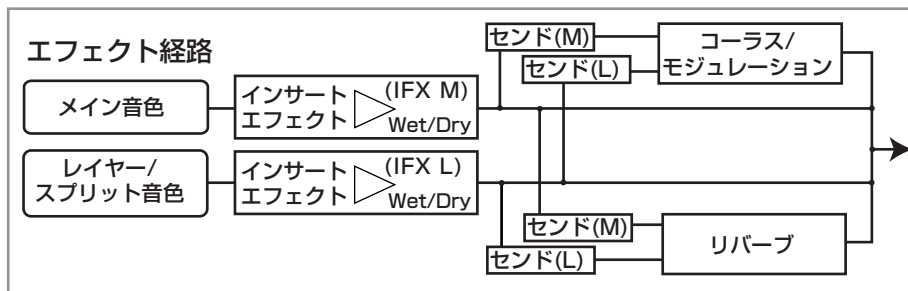 エフェクト経路
センド(M)
コーラス/
モジュレーション
センド(L)
メイン音色
インサート
エフェクト
(IFX M)
Wet/Dry
レイヤー/
スプリット音色
インサート
エフェクト
(IFX L)
Wet/Dry
センド(M)
リバーブ
センド(L)